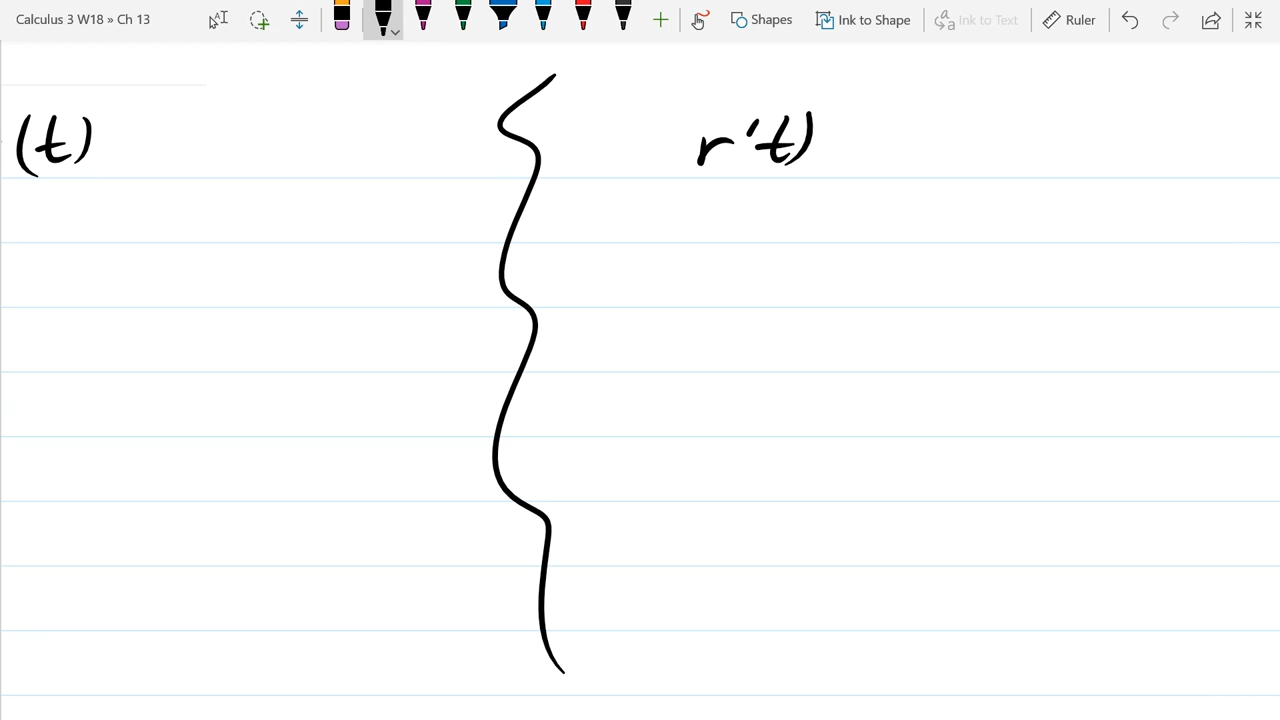 Calculus 3 W18 » Ch 13 Shapes Ink to Shape Ink to Text Ruler
(t) r't)